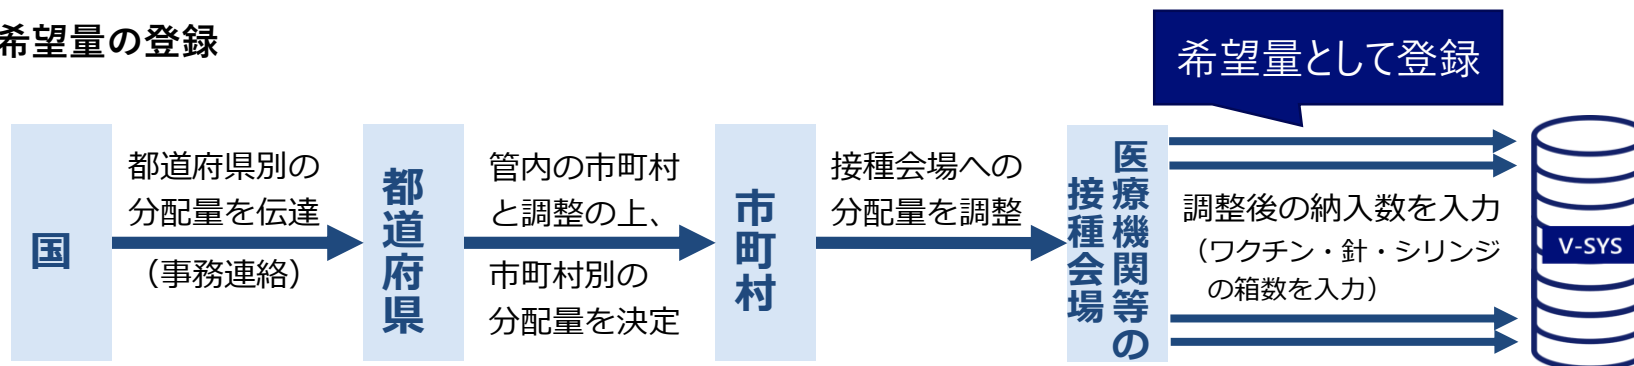 希望量の登録
希望量として登録
国
都道府県別の
分配量を伝達
（事務連絡）
都道府県
管内の市町村
と調整の上、
市町村別の
分配量を決定
市町村
接種会場への
分配量を調整
医療機関等の
接種会場
調整後の納入数を入力
（ワクチン・針・シリンジ
の箱数を入力）
V-SYS